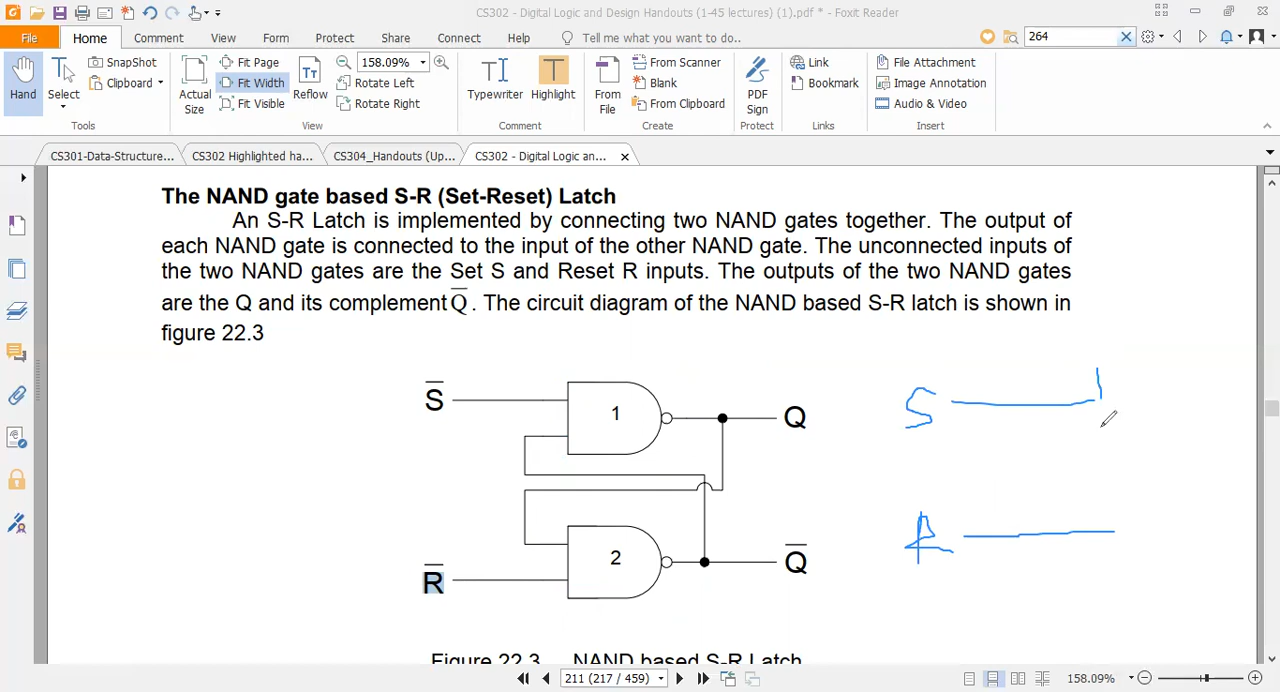 CS302 - Digital Logic and Design Handouts (1-45 lectures) (1).pdf * - Foxit Reader
File Home Comment View Form Protect Share Connect Help Tell me what you want to do.. 264
Hand
Select
SnapShot
Clipboard
Tools
Actual Size
Fit Page
Fit Width
Fit Visible
Reflow
158.09%
Rotate Left
Rotate Right
View
Typewriter
Highlight
Comment
From File
From Scanner
Blank
From Clipboard
Create
PDF Sign
Protect
Link
Bookmark
Links
File Attachment
Image Annotation
Audio & Video
Insert
CS301-Data-Structure... CS302 Highlighted ha... CS304_Handouts (Up... CS302 - Digital Logic an...
The NAND gate based S-R (Set-Reset) Latch
An S-R Latch is implemented by connecting two NAND gates together. The output of
each NAND gate is connected to the input of the other NAND gate. The unconnected inputs of
the two NAND gates are the Set S and Reset R inputs. The outputs of the two NAND gates
are the Q and its complement Q̅ . The circuit diagram of the NAND based S-R latch is shown in
figure 22.3
S̅ 1 Q S
R̅ 2 Q̅ R
Figure 22.3 NAND based S-R Latch
211 (217 / 459) 158.09%